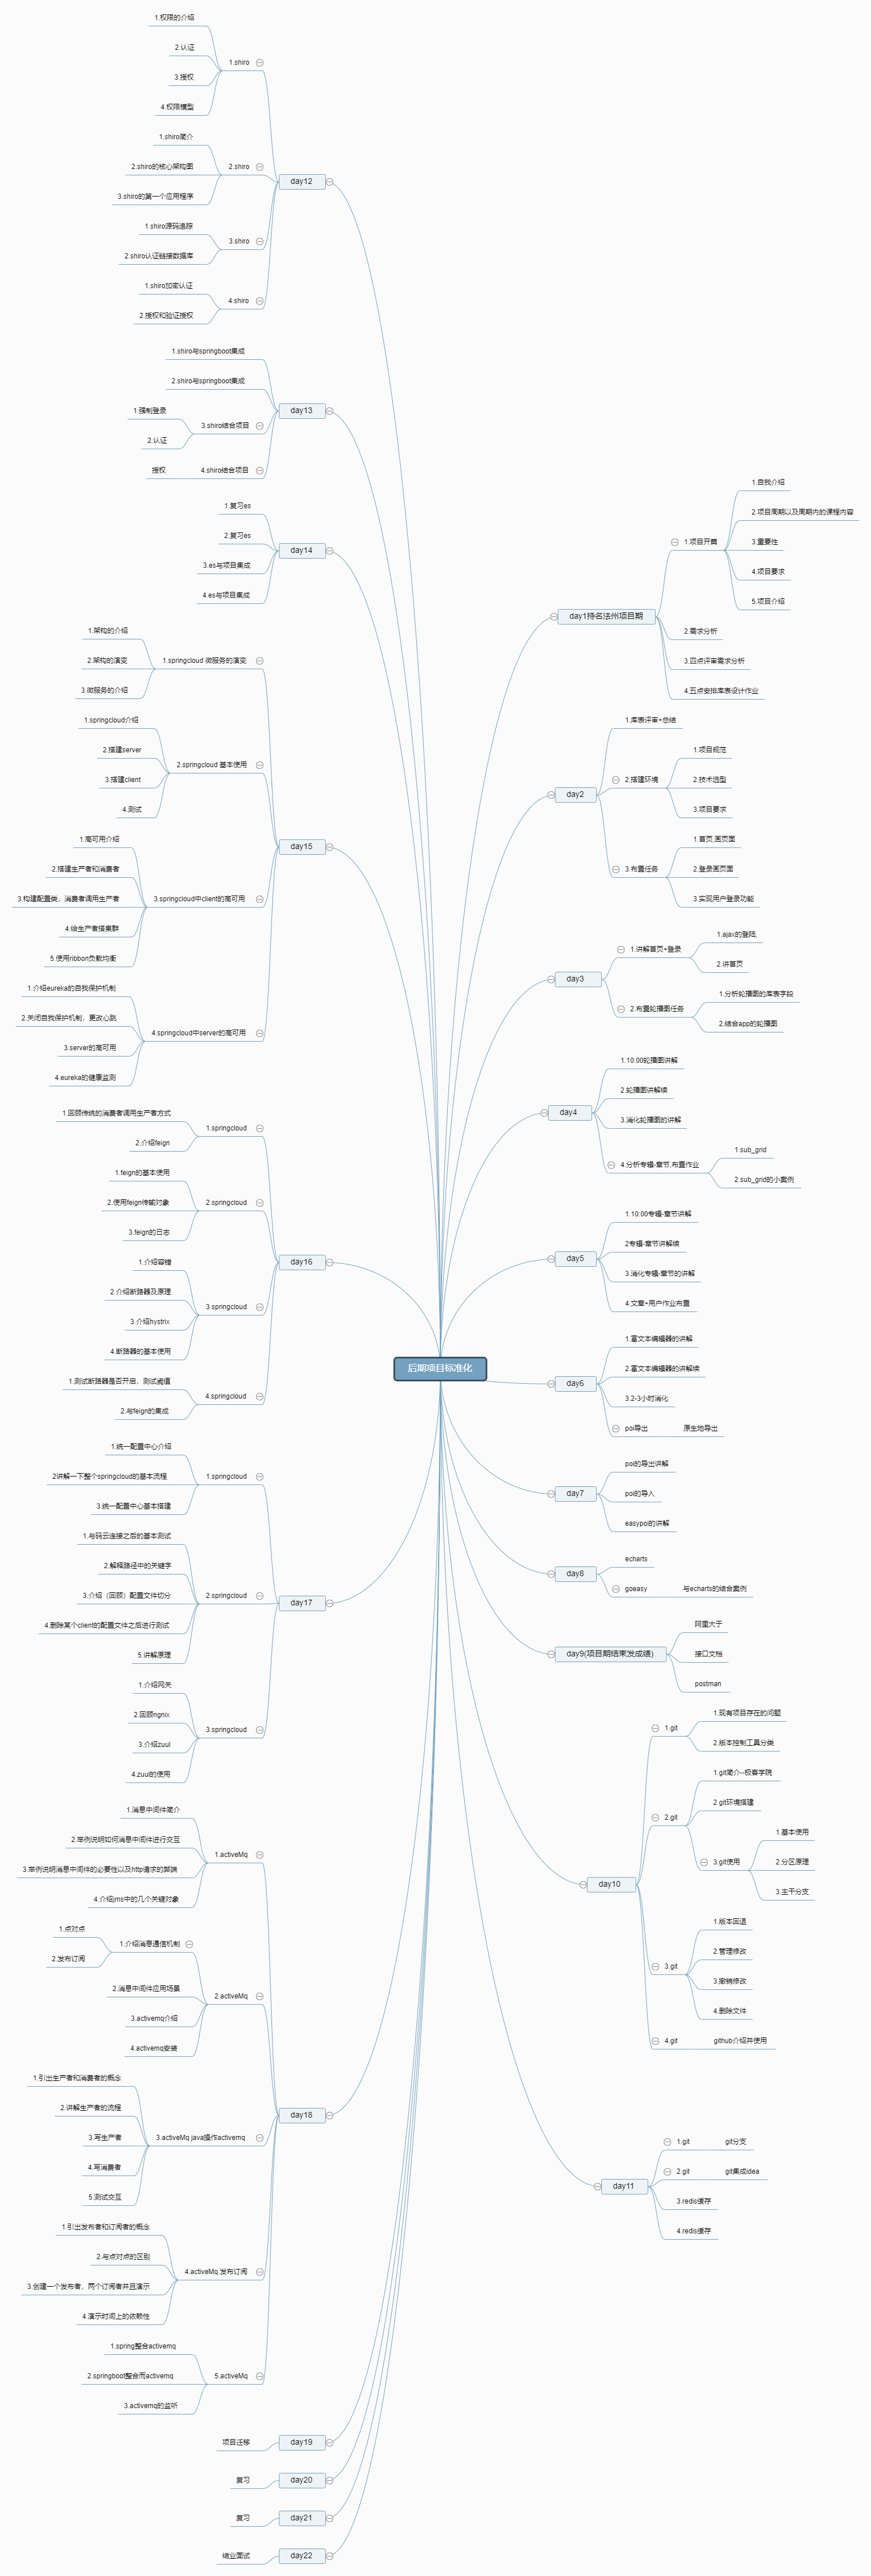 后期项目标准化
day1持名法州项目期
1.项目开篇
1.自我介绍
2.项目周期以及周期内的课程内容
3.重要性
4.项目要求
5.项目介绍
2.需求分析
3.四点评审需求分析
4.五点安排库表设计作业
day2
1.库表评审+总结
2.搭建环境
1.项目规范
2.技术选型
3.项目要求
3.布置任务
1.首页,画页面
2.登录画页面
3.实现用户登录功能
day3
1.讲解首页+登录
1.ajax的登陆,
2.讲首页
2.布置轮播图任务
1.分析轮播图的库表字段
2.结合app的轮播图
day4
1.10:00轮播图讲解
2.轮播图讲解续
3.消化轮播图的讲解
4.分析专辑-章节,布置作业
1.sub_grid
2.sub_grid的小案例
day5
1.10:00专辑-章节讲解
2专辑-章节讲解续
3.消化专辑-章节的讲解
4.文章+用户作业布置
day6
1.富文本编辑器的讲解
2.富文本编辑器的讲解续
3.2-3小时消化
poi导出
原生地导出
day7
poi的导出讲解
poi的导入
easypoi的讲解
day8
echarts
goeasy
与echarts的结合案例
day9(项目期结束发成绩)
阿里大于
接口文档
postman
day10
1.git
1.现有项目存在的问题
2.版本控制工具分类
2.git
1.git简介--极客学院
2.git环境搭建
3.git使用
1.基本使用
2.分区原理
3.主干分支
3.git
1.版本回退
2.管理修改
3.撤销修改
4.删除文件
4.git
github介绍并使用
day11
1.git
git分支
2.git
git集成idea
3.redis缓存
4.redis缓存
day12
1.shiro
1.权限的介绍
2.认证
3.授权
4.权限模型
2.shiro
1.shiro简介
2.shiro的核心架构图
3.shiro的第一个应用程序
3.shiro
1.shiro源码追踪
2.shiro认证链接数据库
4.shiro
1.shiro加密认证
2.授权和验证授权
day13
1.shiro与springboot集成
2.shiro与springboot集成
3.shiro结合项目
1.强制登录
2.认证
4.shiro结合项目
授权
day14
1.复习es
2.复习es
3.es与项目集成
4.es与项目集成
day15
1.springcloud 微服务的演变
1.架构的介绍
2.架构的演变
3.微服务的介绍
2.springcloud 基本使用
1.springcloud介绍
2.搭建server
3.搭建client
4.测试
3.springcloud中client的高可用
1.高可用介绍
2.搭建生产者和消费者
3.构建配置类，消费者调用生产者
4.给生产者搭集群
5.使用ribbon负载均衡
4.springcloud中server的高可用
1.介绍eureka的自我保护机制
2.关闭自我保护机制，更改心跳
3.server的高可用
4.eureka的健康监测
day16
1.springcloud
1.回顾传统的消费者调用生产者方式
2.介绍feign
2.springcloud
1.feign的基本使用
2.使用feign传输对象
3.feign的日志
3.springcloud
1.介绍容错
2.介绍断路器及原理
3.介绍hystrix
4.断路器的基本使用
4.springcloud
1.测试断路器是否开启，测试阈值
2.与feign的集成
day17
1.springcloud
1.统一配置中心介绍
2讲解一下整个springcloud的基本流程
3.统一配置中心基本搭建
2.springcloud
1.与码云连接之后的基本测试
2.解释路径中的关键字
3.介绍（回顾）配置文件切分
4.删除某个client的配置文件之后进行测试
5.讲解原理
3.springcloud
1.介绍网关
2.回顾ngnix
3.介绍zuul
4.zuul的使用
day18
1.activeMq
1.消息中间件简介
2.举例说明如何消息中间件进行交互
3.举例说明消息中间件的必要性以及http请求的弊端
4.介绍jms中的几个关键对象
2.activeMq
1.介绍消息通信机制
1.点对点
2.发布订阅
2.消息中间件应用场景
3.activemq介绍
4.activemq安装
3.activeMq java操作activemq
1.引出生产者和消费者的概念
2.讲解生产者的流程
3.写生产者
4.写消费者
5.测试交互
4.activeMq 发布订阅
1.引出发布者和订阅者的概念
2.与点对点的区别
3.创建一个发布者，两个订阅者并且演示
4.演示时间上的依赖性
5.activeMq
1.spring整合activemq
2.springboot整合而activemq
3.activemq的监听
day19
项目迁移
day20
复习
day21
复习
day22
结业面试